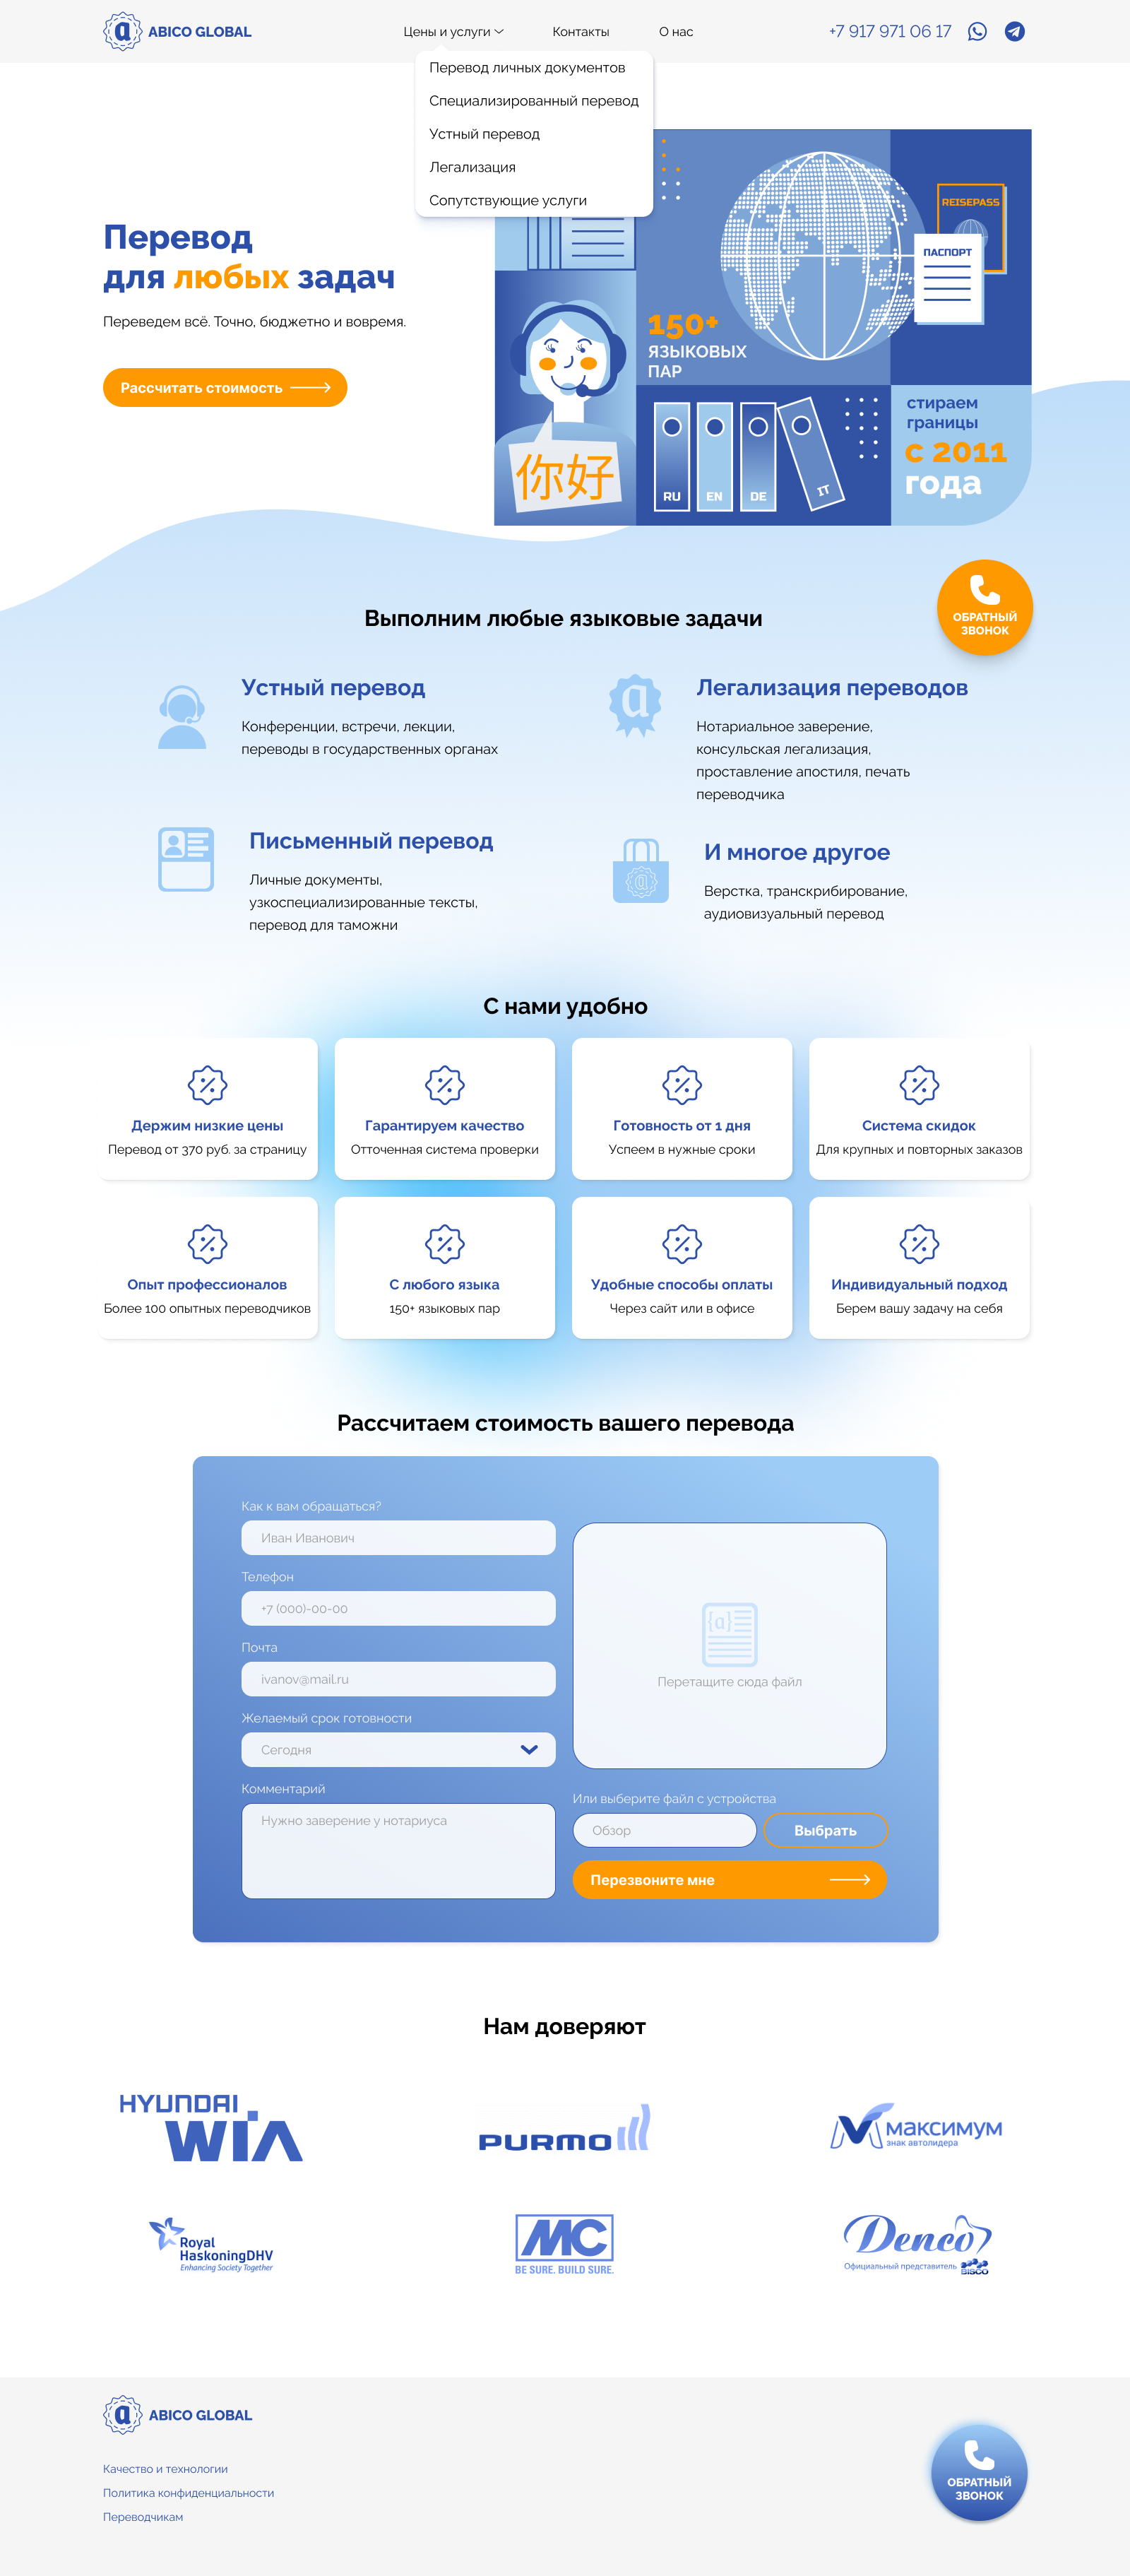 ABICO GLOBAL
Цены и услуги
Контакты
О нас
+7 917 971 06 17
Перевод личных документов
Специализированный перевод
Устный перевод
Легализация
Сопутствующие услуги
Перевод
для любых задач
Переведем всё. Точно, бюджетно и вовремя.
Рассчитать стоимость
REISEPASS
ПАСПОРТ
150+
ЯЗЫКОВЫХ
ПАР
你好
RU
EN
DE
IT
стираем
границы
с 2011
года
ОБРАТНЫЙ
ЗВОНОК
Выполним любые языковые задачи
Устный перевод
Конференции, встречи, лекции,
переводы в государственных органах
Легализация переводов
Нотариальное заверение,
консульская легализация,
проставление апостиля, печать
переводчика
Письменный перевод
Личные документы,
узкоспециализированные тексты,
перевод для таможни
И многое другое
Верстка, транскрибирование,
аудиовизуальный перевод
С нами удобно
Держим низкие цены
Перевод от 370 руб. за страницу
Гарантируем качество
Отточенная система проверки
Готовность от 1 дня
Успеем в нужные сроки
Система скидок
Для крупных и повторных заказов
Опыт профессионалов
Более 100 опытных переводчиков
С любого языка
150+ языковых пар
Удобные способы оплаты
Через сайт или в офисе
Индивидуальный подход
Берем вашу задачу на себя
Рассчитаем стоимость вашего перевода
Как к вам обращаться?
Иван Иванович
Телефон
+7 (000)-00-00
Почта
ivanov@mail.ru
Желаемый срок готовности
Сегодня
Комментарий
Нужно заверение у нотариуса
{a}
Перетащите сюда файл
Или выберите файл с устройства
Обзор
Выбрать
Перезвоните мне
Нам доверяют
HYUNDAI
WIA
PURMO
максимум
знак автолидера
Royal
HaskoningDHV
Enhancing Society Together
MC
BE SURE. BUILD SURE.
Denco
Официальный представитель
BISCO
ABICO GLOBAL
Качество и технологии
Политика конфиденциальности
Переводчикам
ОБРАТНЫЙ
ЗВОНОК